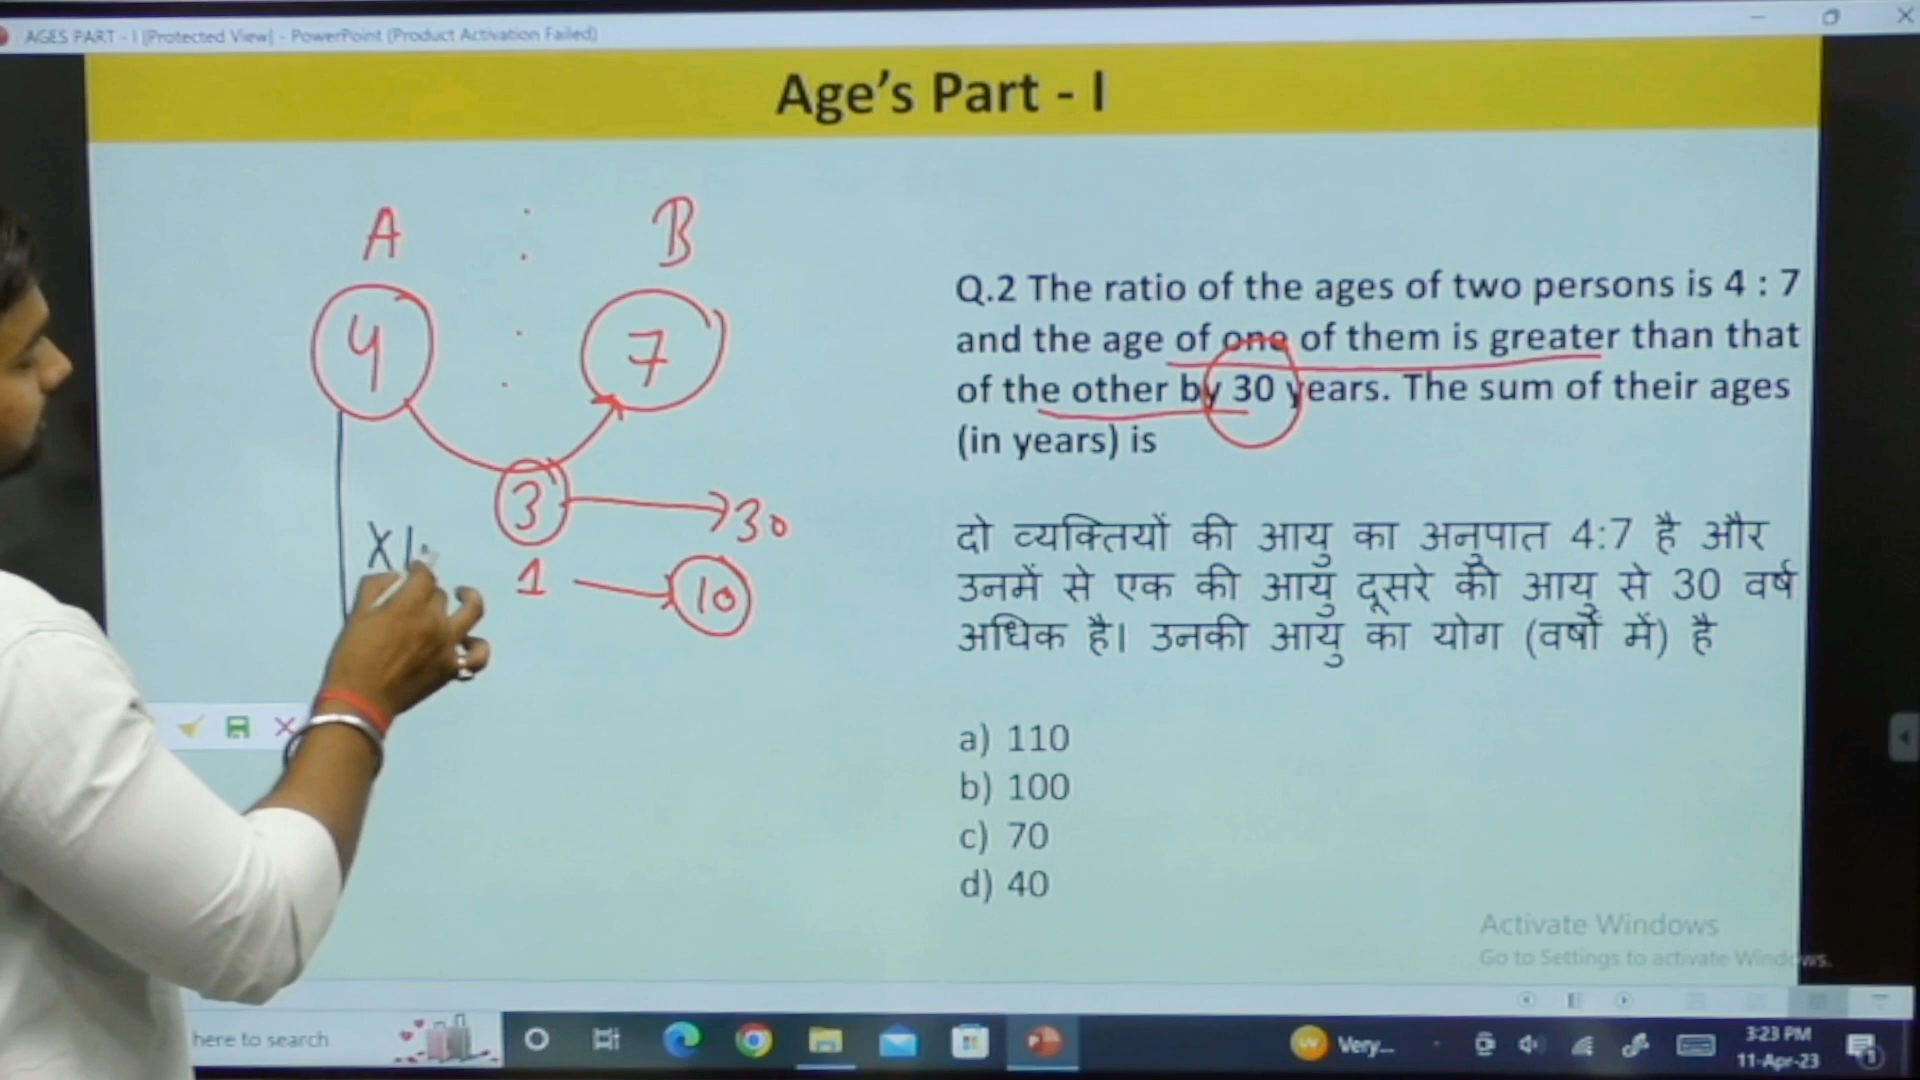 AGES PART - I [Protected View] - PowerPoint (Product Activation Failed)
Age's Part - I
A : B
4 : 7
3 → 30
1 → 10
X
Q.2 The ratio of the ages of two persons is 4 : 7
and the age of one of them is greater than that
of the other by 30 years. The sum of their ages
(in years) is
दो व्यक्तियों की आयु का अनुपात 4:7 है और
उनमें से एक की आयु दूसरे की आयु से 30 वर्ष
अधिक है। उनकी आयु का योग (वर्षों में) है
a) 110
b) 100
c) 70
d) 40
Activate Windows
Go to Settings to activate Windows.
here to search
Very...
3:23 PM
11-Apr-23
1